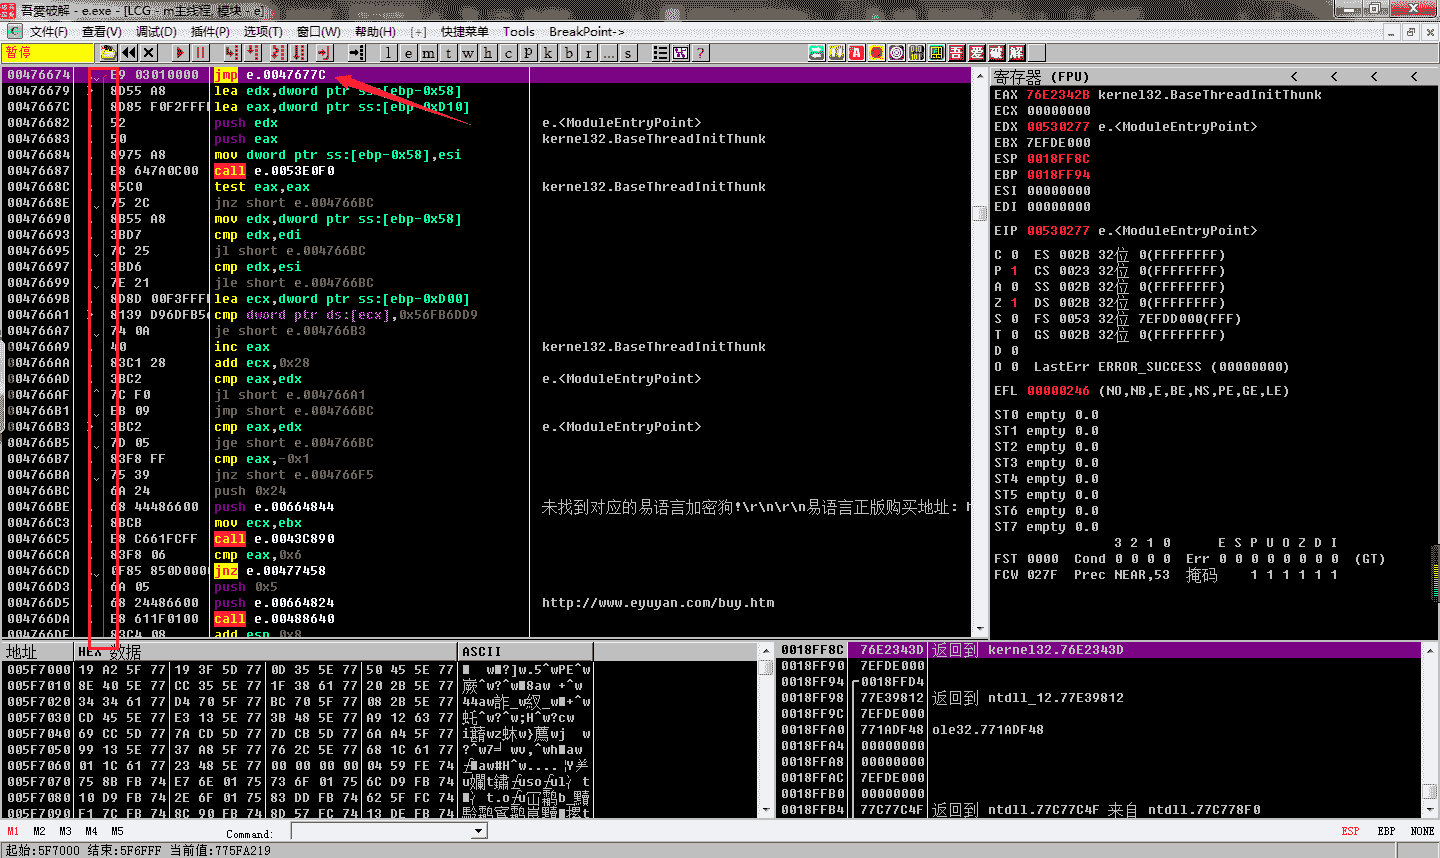 吾愛破解 - e.exe - [LCG - m主线程, 模块 - e]
C 文件(F) 查看(V) 调试(D) 插件(P) 选项(T) 窗口(W) 帮助(H) [+] 快捷菜单 Tools BreakPoint->
暂停 l e m t w h c p k b r ... s ? 吾 愛 破 解
00476674 E9 03010000 jmp e.0047677C
00476679 8D55 A8 lea edx,dword ptr ss:[ebp-0x58]
0047667C 8D85 F0F2FFF lea eax,dword ptr ss:[ebp-0xD10]
00476682 52 push edx e.<ModuleEntryPoint>
00476683 50 push eax kernel32.BaseThreadInitThunk
00476684 8975 A8 mov dword ptr ss:[ebp-0x58],esi
00476687 E8 647A0C00 call e.0053E0F0
0047668C 85C0 test eax,eax kernel32.BaseThreadInitThunk
0047668E 75 2C jnz short e.004766BC
00476690 8B55 A8 mov edx,dword ptr ss:[ebp-0x58]
00476693 3BD7 cmp edx,edi
00476695 7C 25 jl short e.004766BC
00476697 3BD6 cmp edx,esi
00476699 7E 21 jle short e.004766BC
0047669B 8D8D 00F3FFF lea ecx,dword ptr ss:[ebp-0xD00]
004766A1 8139 D96DFB5 cmp dword ptr ds:[ecx],0x56FB6DD9
004766A7 74 0A je short e.004766B3
004766A9 40 inc eax kernel32.BaseThreadInitThunk
004766AA 83C1 28 add ecx,0x28
004766AD 3BC2 cmp eax,edx e.<ModuleEntryPoint>
004766AF 7C F0 jl short e.004766A1
004766B1 EB 09 jmp short e.004766BC
004766B3 3BC2 cmp eax,edx e.<ModuleEntryPoint>
004766B5 7D 05 jge short e.004766BC
004766B7 83F8 FF cmp eax,-0x1
004766BA 75 39 jnz short e.004766F5
004766BC 6A 24 push 0x24
004766BE 68 44486600 push e.00664844 未找到对应的易语言加密狗!\r\n\r\n易语言正版购买地址: h
004766C3 8BCB mov ecx,ebx
004766C5 E8 C661FCFF call e.0043C890
004766CA 83F8 06 cmp eax,0x6
004766CD 0F85 850D000 jnz e.00477458
004766D3 6A 05 push 0x5
004766D5 68 24486600 push e.00664824 http://www.eyuyan.com/buy.htm
004766DA E8 611F0100 call e.00488640
004766DF 83C4 08 add esp,0x8
寄存器 (FPU) < < < <
EAX 76E2342B kernel32.BaseThreadInitThunk
ECX 00000000
EDX 00530277 e.<ModuleEntryPoint>
EBX 7EFDE000
ESP 0018FF8C
EBP 0018FF94
ESI 00000000
EDI 00000000
EIP 00530277 e.<ModuleEntryPoint>
C 0 ES 002B 32位 0(FFFFFFFF)
P 1 CS 0023 32位 0(FFFFFFFF)
A 0 SS 002B 32位 0(FFFFFFFF)
Z 1 DS 002B 32位 0(FFFFFFFF)
S 0 FS 0053 32位 7EFDD000(FFF)
T 0 GS 002B 32位 0(FFFFFFFF)
D 0
O 0 LastErr ERROR_SUCCESS (00000000)
EFL 00000246 (NO,NB,E,BE,NS,PE,GE,LE)
ST0 empty 0.0
ST1 empty 0.0
ST2 empty 0.0
ST3 empty 0.0
ST4 empty 0.0
ST5 empty 0.0
ST6 empty 0.0
ST7 empty 0.0
3 2 1 0 E S P U O Z D I
FST 0000 Cond 0 0 0 0 Err 0 0 0 0 0 0 0 0 (GT)
FCW 027F Prec NEAR,53 掩码 1 1 1 1 1 1
地址 HEX 数据 ASCII
005F7000 19 A2 5F 77 19 3F 5D 77 0D 35 5E 77 50 45 5E 77
005F7010 8E 40 5E 77 CC 35 5E 77 1F 38 61 77 20 2B 5E 77
005F7020 34 34 61 77 D4 70 5F 77 BC 70 5F 77 08 2B 5E 77
005F7030 CD 45 5E 77 E3 13 5E 77 3B 48 5E 77 A9 12 63 77
005F7040 69 CC 5D 77 7A CD 5D 77 7D CB 5D 77 6A A4 5F 77
005F7050 99 13 5E 77 37 A8 5F 77 76 2C 5E 77 68 1C 61 77
005F7060 01 1C 61 77 23 48 5E 77 00 00 00 00 04 59 FE 74
005F7070 75 8B FB 74 E7 6E 01 75 73 6F 01 75 6C D9 FB 74
005F7080 10 D9 FB 74 2E 6F 01 75 83 DD FB 74 62 5F FC 74
005F7090 F1 7C FB 74 8C 90 FB 74 8D 57 FC 74 13 DE FB 74
0018FF8C 76E2343D 返回到 kernel32.76E2343D
0018FF90 7EFDE000
0018FF94 0018FFD4
0018FF98 77E39812 返回到 ntdll_12.77E39812
0018FF9C 7EFDE000
0018FFA0 771ADF48 ole32.771ADF48
0018FFA4 00000000
0018FFA8 00000000
0018FFAC 7EFDE000
0018FFB0 00000000
0018FFB4 77C77C4F 返回到 ntdll.77C77C4F 来自 ntdll.77C778F0
M1 M2 M3 M4 M5 Command: ESP EBP NONE
起始:5F7000 结束:5F6FFF 当前值:775FA219